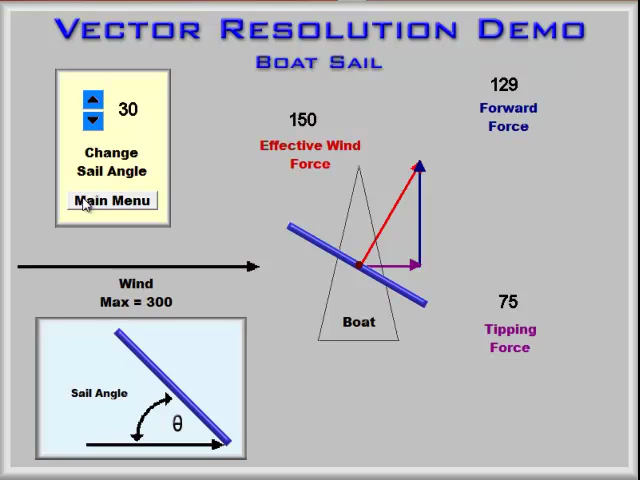 Vector Resolution Demo
Boat Sail
30
Change
Sail Angle
Main Menu
150
Effective Wind
Force
129
Forward
Force
Wind
Max = 300
Boat
75
Tipping
Force
Sail Angle
θ